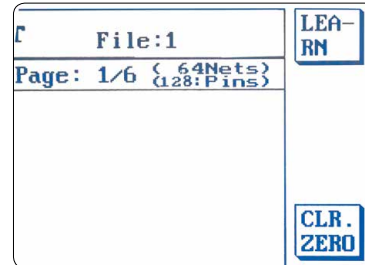 File:1
LEA-
RN
Page: 1/6 ( 64Nets)
(128:Pins)
CLR.
ZERO